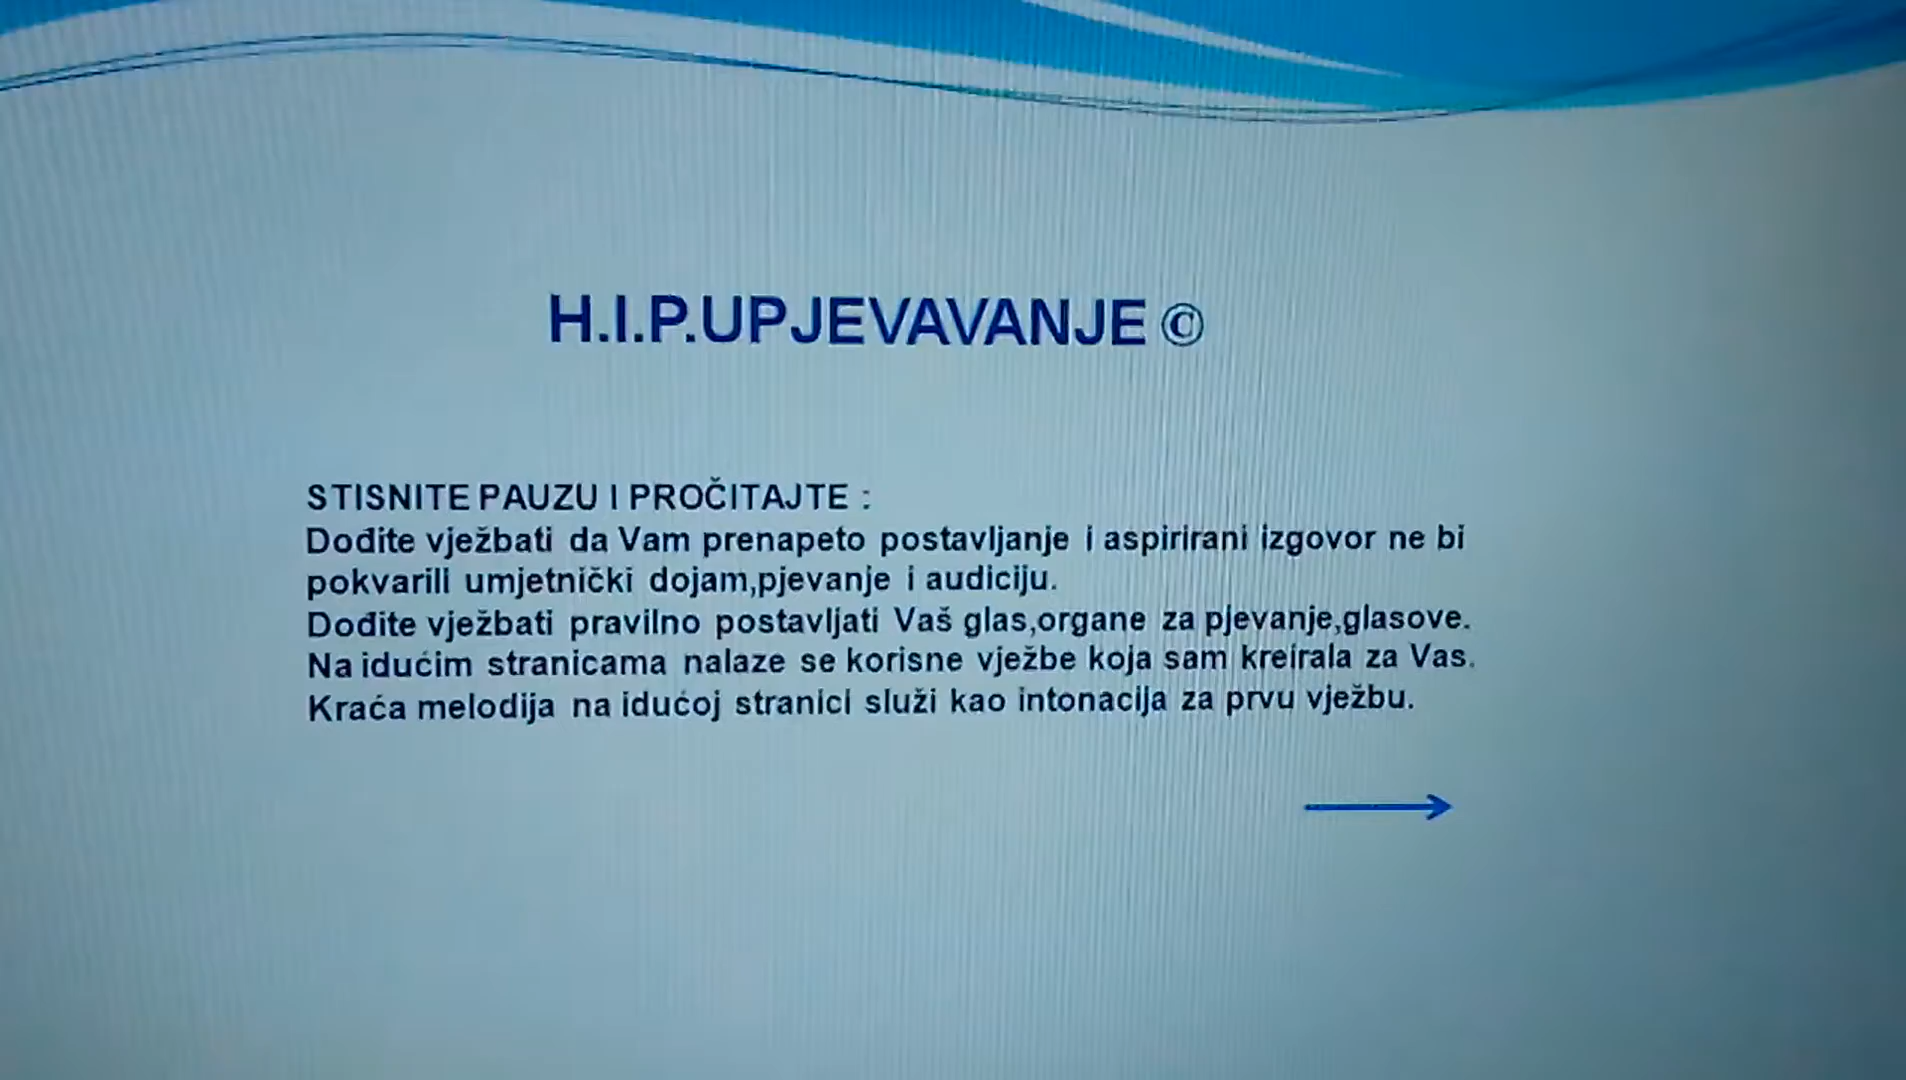 H.I.P.UPJEVAVANJE ©
STISNITE PAUZU I PROČITAJTE :
Dođite vježbati da Vam prenapeto postavljanje i aspirirani izgovor ne bi
pokvarili umjetnički dojam,pjevanje i audiciju.
Dođite vježbati pravilno postavljati Vaš glas,organe za pjevanje,glasove.
Na idućim stranicama nalaze se korisne vježbe koja sam kreirala za Vas.
Kraća melodija na idućoj stranici služi kao intonacija za prvu vježbu.